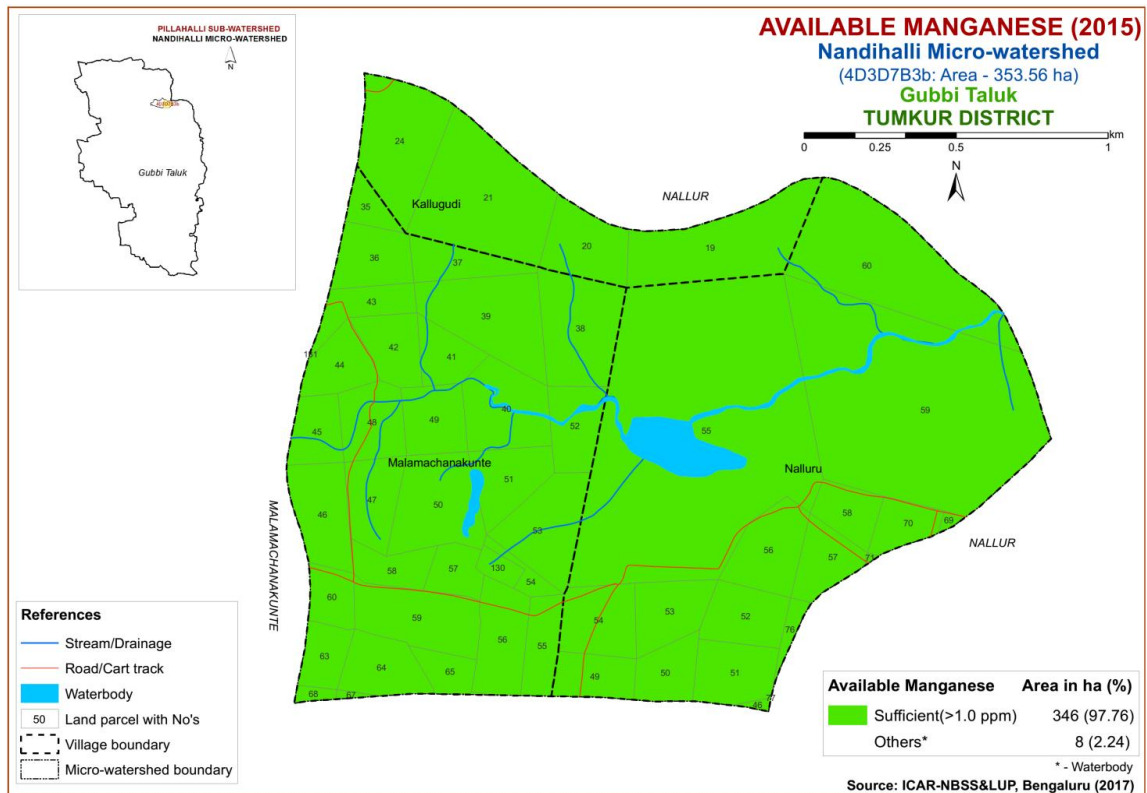 PILLAHALLI SUB-WATERSHED
NANDIHALLI MICRO-WATERSHED
N
Gubbi Taluk
AVAILABLE MANGANESE (2015)
Nandihalli Micro-watershed
(4D3D7B3b: Area - 353.56 ha)
Gubbi Taluk
TUMKUR DISTRICT
km
0 0.25 0.5 1
N
24
NALLUR
21
Kallugudi
35
20
19
36
37
60
43
39
38
42
41
44
40
59
48
49
52
55
45
Malamachanakunte
Nalluru
51
50
47
46
MALAMACHANAKUNTE
58
70
69
53
NALLUR
56
57
71
58
57
130
54
60
59
54
53
52
76
56
55
63
64
65
49
50
51
68
67
46
References
Stream/Drainage
Road/Cart track
Waterbody
50 Land parcel with No's
Village boundary
Micro-watershed boundary
Available Manganese Area in ha (%)
Sufficient(>1.0 ppm) 346 (97.76)
Others* 8 (2.24)
* - Waterbody
Source: ICAR-NBSS&LUP, Bengaluru (2017)